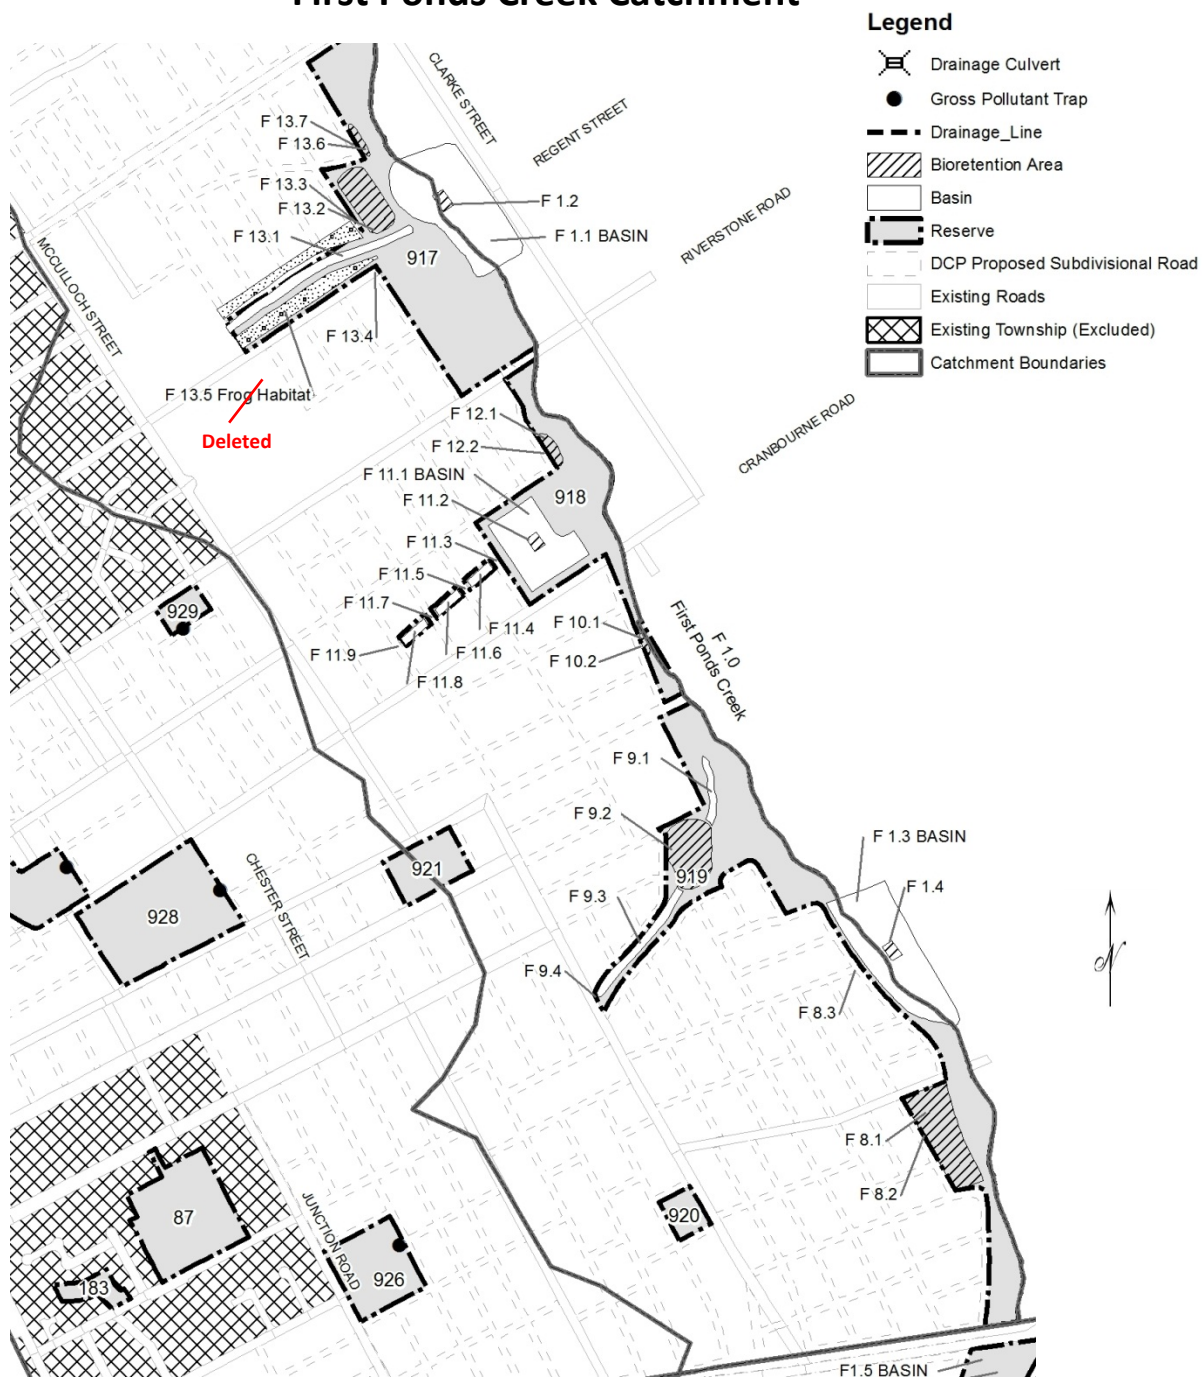 First Ponds Creek Catchment
Legend
Drainage Culvert
Gross Pollutant Trap
Drainage_Line
Bioretention Area
Basin
Reserve
DCP Proposed Subdivisional Road
Existing Roads
Existing Township (Excluded)
Catchment Boundaries
CLARKE STREET
REGENT STREET
RIVERSTONE ROAD
CRANBOURNE ROAD
MCCULLOCH STREET
F 13.7
F 13.6
F 13.3
F 13.2
F 13.1
F 1.2
F 1.1 BASIN
917
F 13.4
F 13.5 Frog Habitat
Deleted
F 12.1
F 12.2
F 11.1 BASIN
F 11.2
918
F 11.3
F 11.5
F 11.7
F 11.4
F 11.6
F 11.9
F 11.8
929
F 10.1
F 10.2
F 1.0
First Ponds Creek
F 9.1
F 9.2
F 1.3 BASIN
F 1.4
921
919
F 9.3
928
CHESTER STREET
F 9.4
F 8.3
N
F 8.1
F 8.2
87
920
JUNCTION ROAD
926
183
F1.5 BASIN